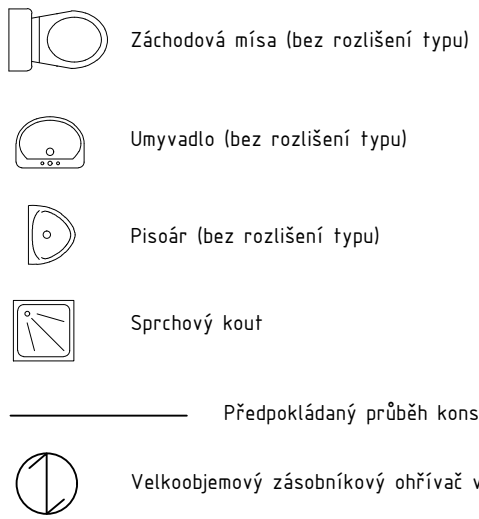 Záchodová mísa (bez rozlišení typu)
Umyvadlo (bez rozlišení typu)
Pisoár (bez rozlišení typu)
Sprchový kout
Předpokládaný průběh kons
Velkoobjemový zásobníkový ohřívač v